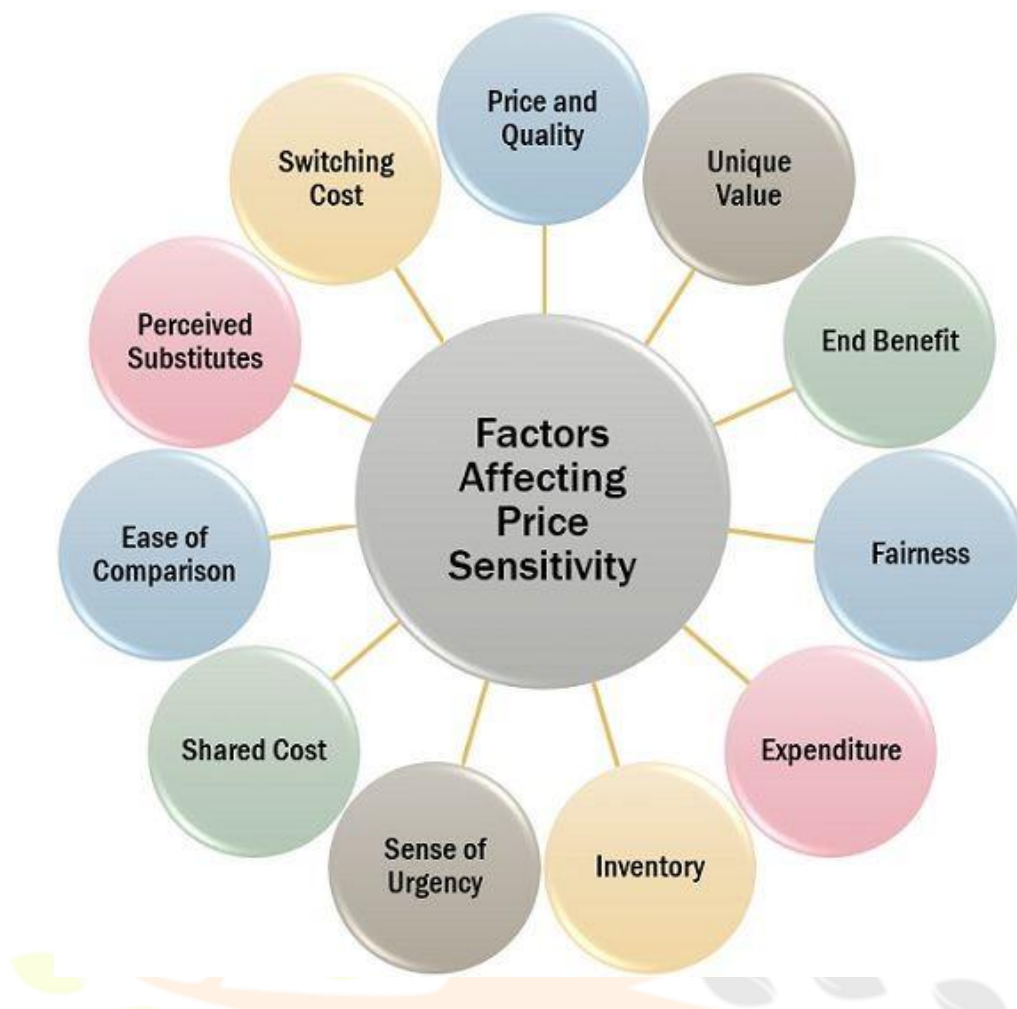 Price and
Quality
Unique
Value
End Benefit
Fairness
Expenditure
Inventory
Sense of
Urgency
Shared Cost
Ease of
Comparison
Perceived
Substitutes
Switching
Cost
Factors
Affecting
Price
Sensitivity